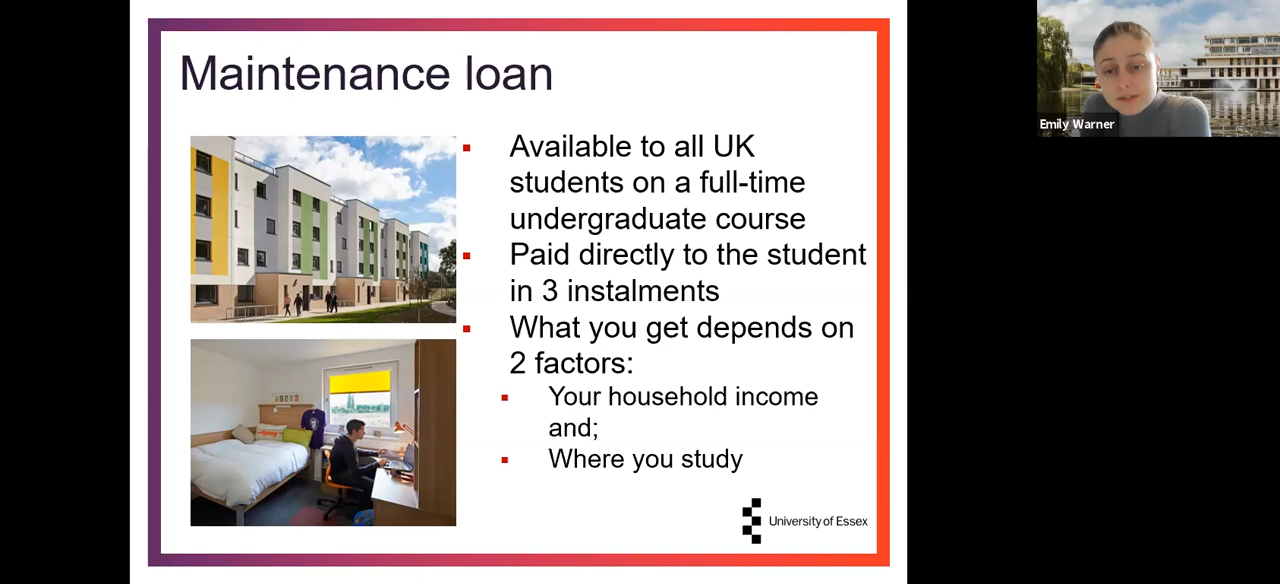 Maintenance loan
Available to all UK
students on a full-time
undergraduate course
Paid directly to the student
in 3 instalments
What you get depends on
2 factors:
Your household income
and;
Where you study
University of Essex
Emily Warner